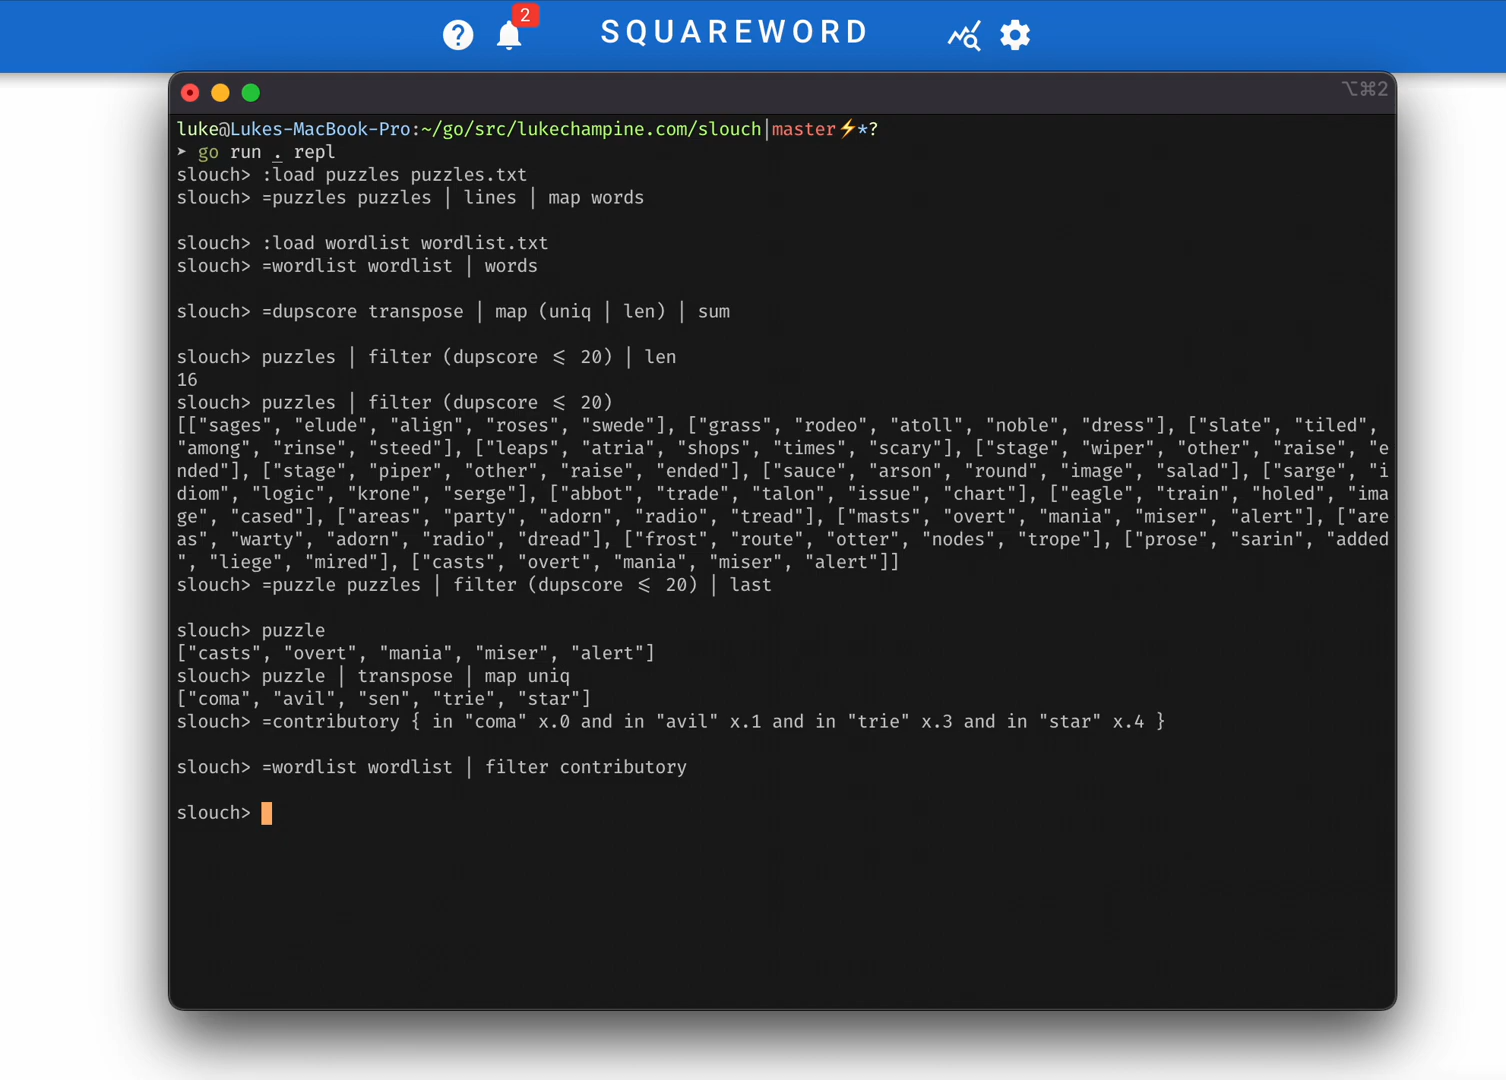 2
SQUAREWORD
⌥⌘2
luke@Lukes-MacBook-Pro:~/go/src/lukechampine.com/slouch|master⚡*?
➤ go run . repl
slouch> :load puzzles puzzles.txt
slouch> =puzzles puzzles | lines | map words
slouch> :load wordlist wordlist.txt
slouch> =wordlist wordlist | words
slouch> =dupscore transpose | map (uniq | len) | sum
slouch> puzzles | filter (dupscore <= 20) | len
16
slouch> puzzles | filter (dupscore <= 20)
[["sages", "elude", "align", "roses", "swede"], ["grass", "rodeo", "atoll", "noble", "dress"], ["slate", "tiled",
"among", "rinse", "steed"], ["leaps", "atria", "shops", "times", "scary"], ["stage", "wiper", "other", "raise", "e
nded"], ["stage", "piper", "other", "raise", "ended"], ["sauce", "arson", "round", "image", "salad"], ["sarge", "i
diom", "logic", "krone", "serge"], ["abbot", "trade", "talon", "issue", "chart"], ["eagle", "train", "holed", "ima
ge", "cased"], ["areas", "party", "adorn", "radio", "tread"], ["masts", "overt", "mania", "miser", "alert"], ["are
as", "warty", "adorn", "radio", "dread"], ["frost", "route", "otter", "nodes", "trope"], ["prose", "sarin", "added
", "liege", "mired"], ["casts", "overt", "mania", "miser", "alert"]]
slouch> =puzzle puzzles | filter (dupscore <= 20) | last
slouch> puzzle
["casts", "overt", "mania", "miser", "alert"]
slouch> puzzle | transpose | map uniq
["coma", "avil", "sen", "trie", "star"]
slouch> =contributory { in "coma" x.0 and in "avil" x.1 and in "trie" x.3 and in "star" x.4 }
slouch> =wordlist wordlist | filter contributory
slouch>